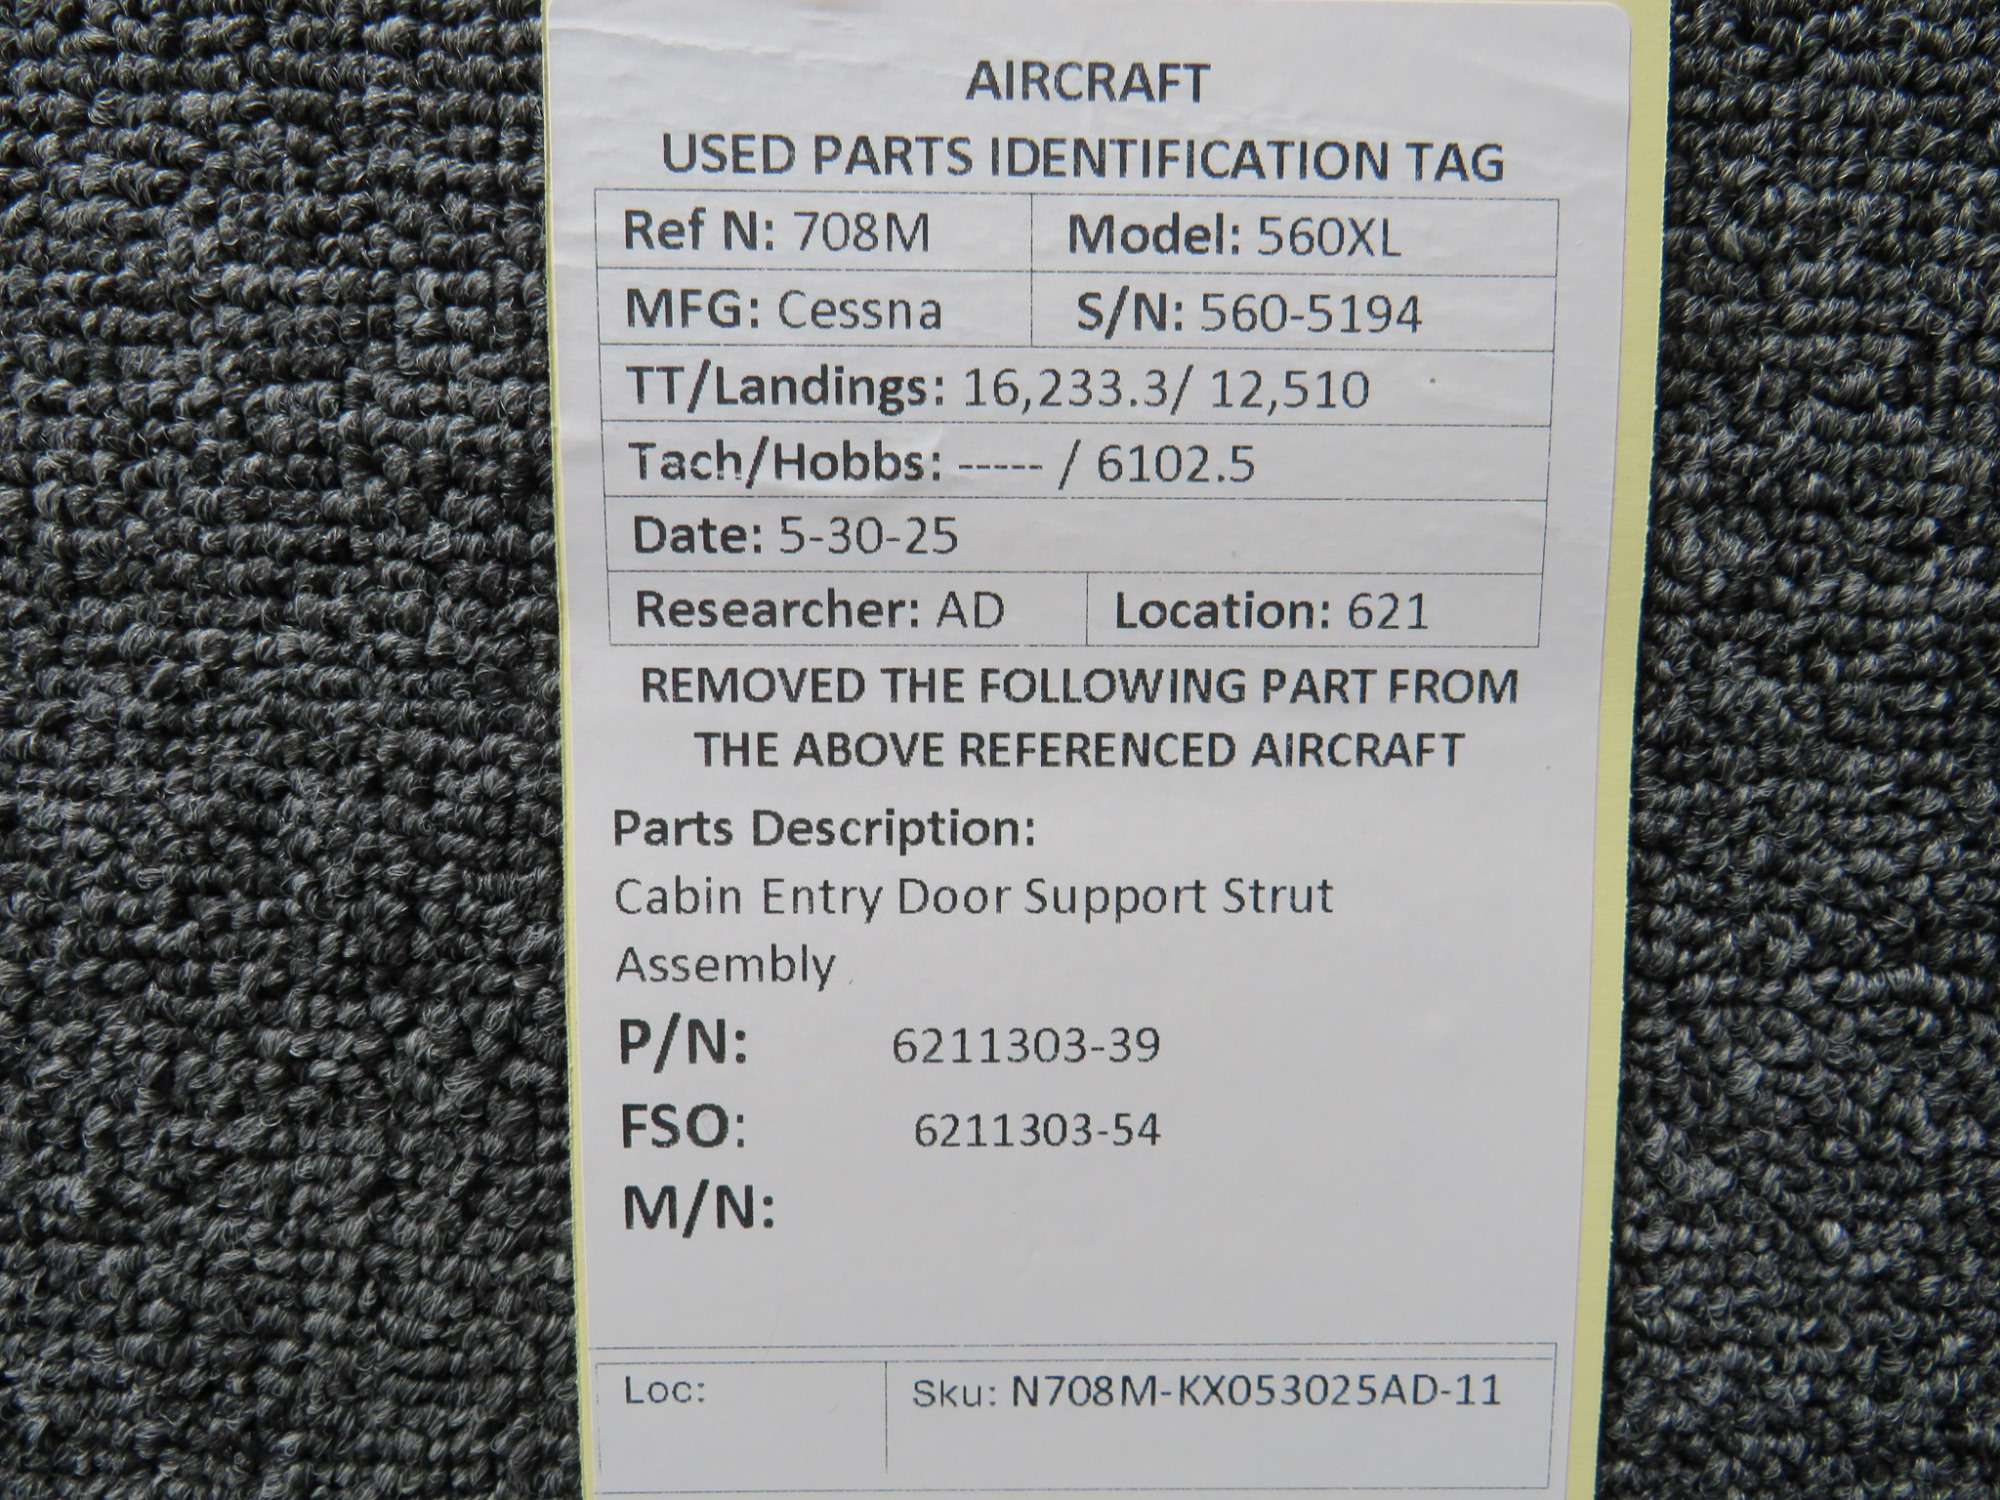 AIRCRAFT
USED PARTS IDENTIFICATION TAG
Ref N: 708M Model: 560XL
MFG: Cessna S/N: 560-5194
TT/Landings: 16,233.3/ 12,510
Tach/Hobbs: ----- / 6102.5
Date: 5-30-25
Researcher: AD Location: 621
REMOVED THE FOLLOWING PART FROM
THE ABOVE REFERENCED AIRCRAFT
Parts Description:
Cabin Entry Door Support Strut
Assembly
P/N: 6211303-39
FSO: 6211303-54
M/N:
Loc: Sku: N708M-KX053025AD-11